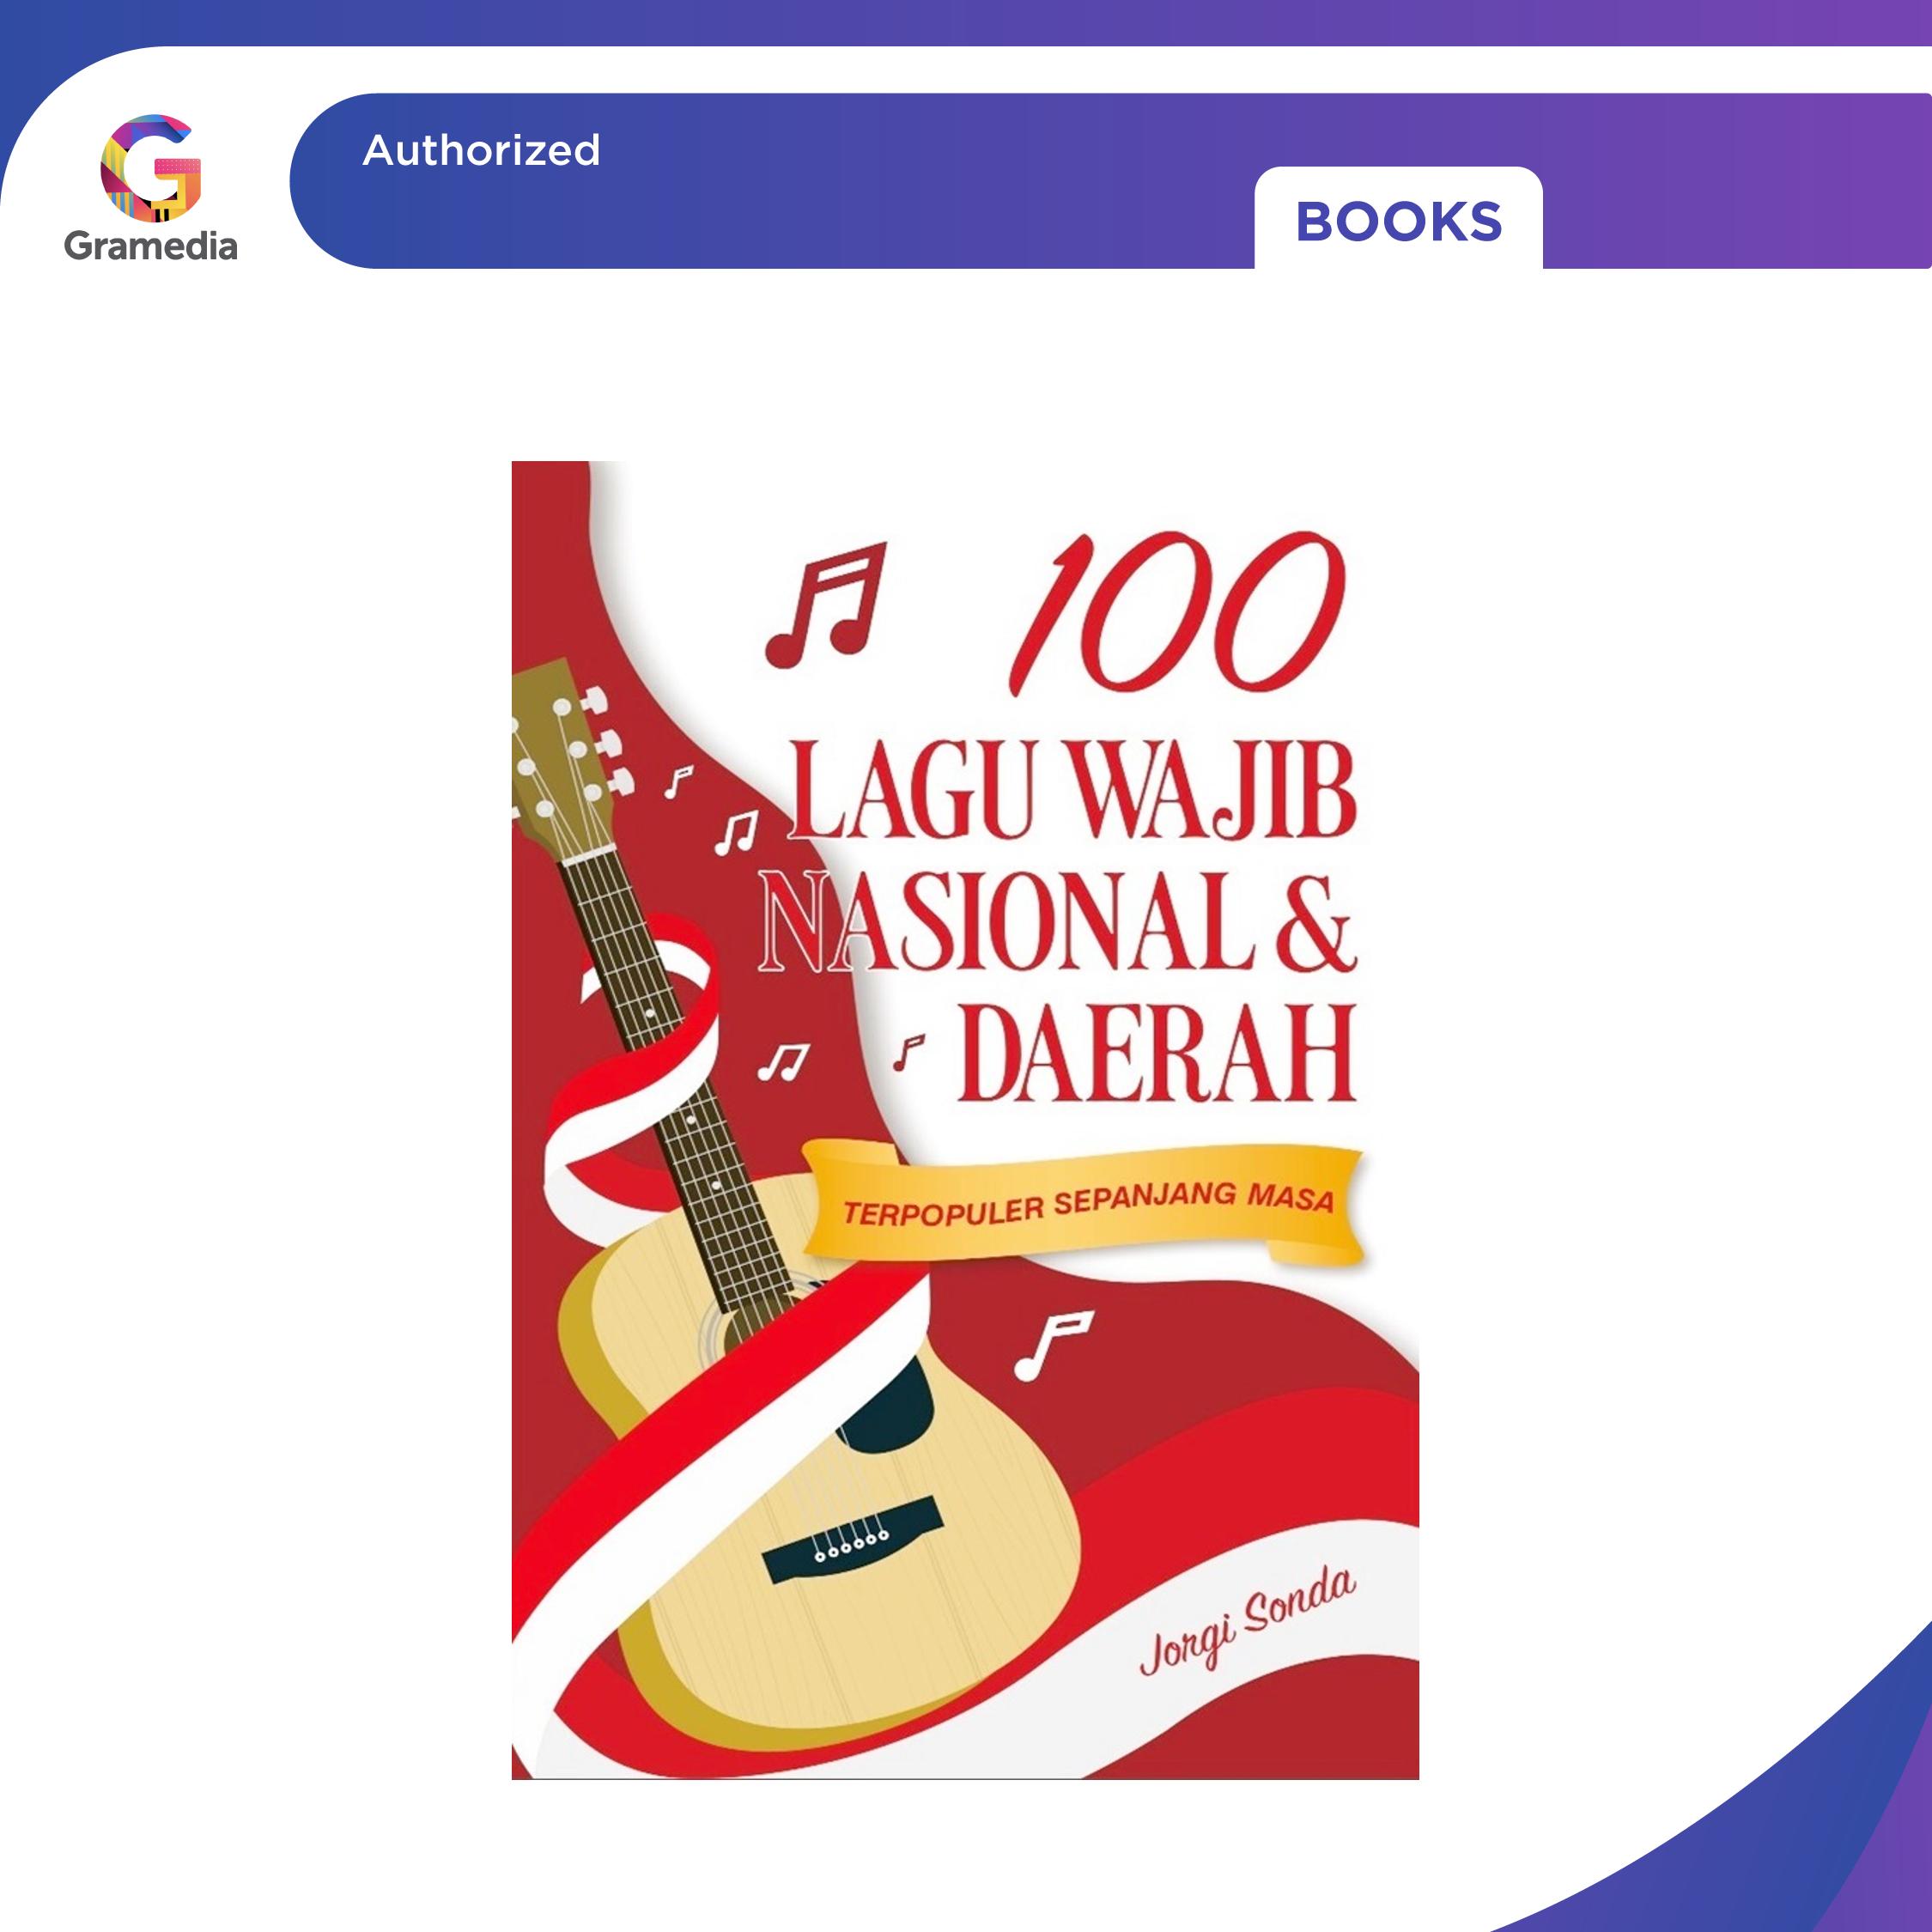 Gramedia
Authorized
BOOKS
100
LAGU WAJIB
NASIONAL &
DAERAH
TERPOPULER SEPANJANG MASA
Jorgi Sonda